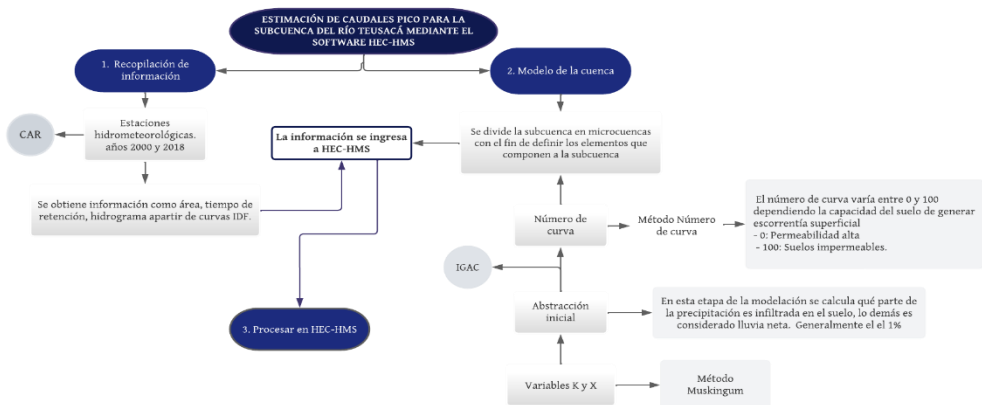 ESTIMACIÓN DE CAUDALES PICO PARA LA
SUBCUENCA DEL RÍO TEUSACÁ MEDIANTE EL
SOFTWARE HEC-HMS
1. Recopilación de
información
2. Modelo de la cuenca
CAR
Estaciones
hidrometeorológicas.
años 2000 y 2018
La información se ingresa
a HEC-HMS
Se divide la subcuenca en microcuencas
con el fin de definir los elementos que
componen a la subcuenca
Se obtiene información como área, tiempo de
retención, hidrograma apartir de curvas IDF.
Número de
curva
Método Número
de curva
El número de curva varía entre 0 y 100
dependiendo la capacidad del suelo de generar
escorrentía superficial
- 0: Permeabilidad alta
- 100: Suelos impermeables.
IGAC
3. Procesar en HEC-HMS
Abstracción
inicial
En esta etapa de la modelación se calcula qué parte de
la precipitación es infiltrada en el suelo, lo demás es
considerado lluvia neta. Generalmente el el 1%
Variables K y X
Método
Muskingum